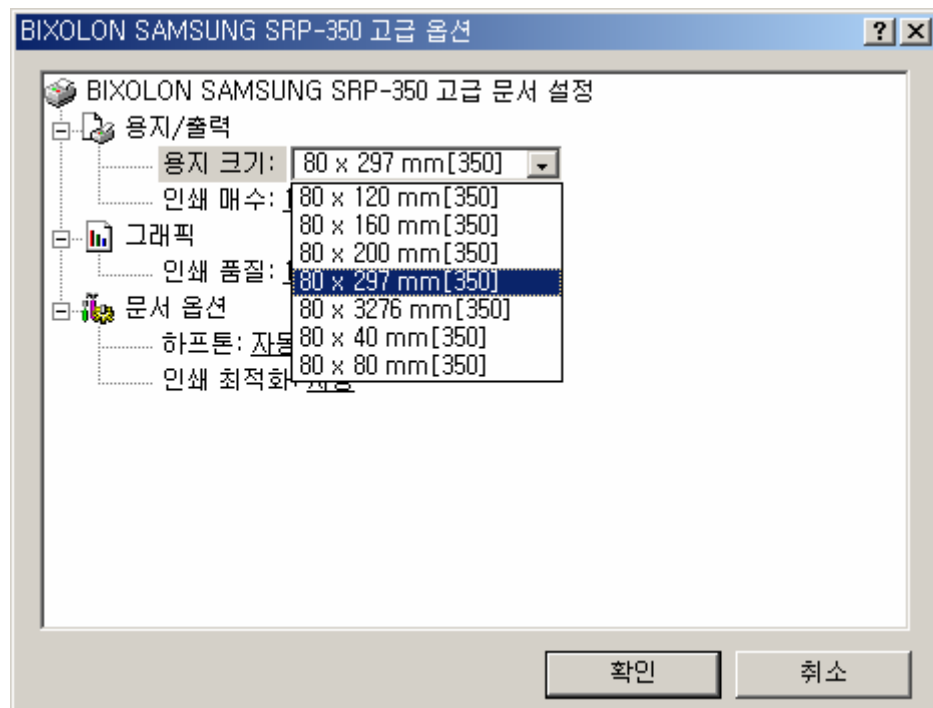 BIXOLON SAMSUNG SRP-350 고급 옵션
BIXOLON SAMSUNG SRP-350 고급 문서 설정
용지/출력
용지 크기: 80 x 297 mm[350]
인쇄 매수:
80 x 120 mm[350]
80 x 160 mm[350]
그래픽
80 x 200 mm[350]
인쇄 품질:
80 x 297 mm[350]
문서 옵션
80 x 3276 mm[350]
하프톤: 자동
80 x 40 mm[350]
80 x 80 mm[350]
인쇄 최적화:
확인
취소